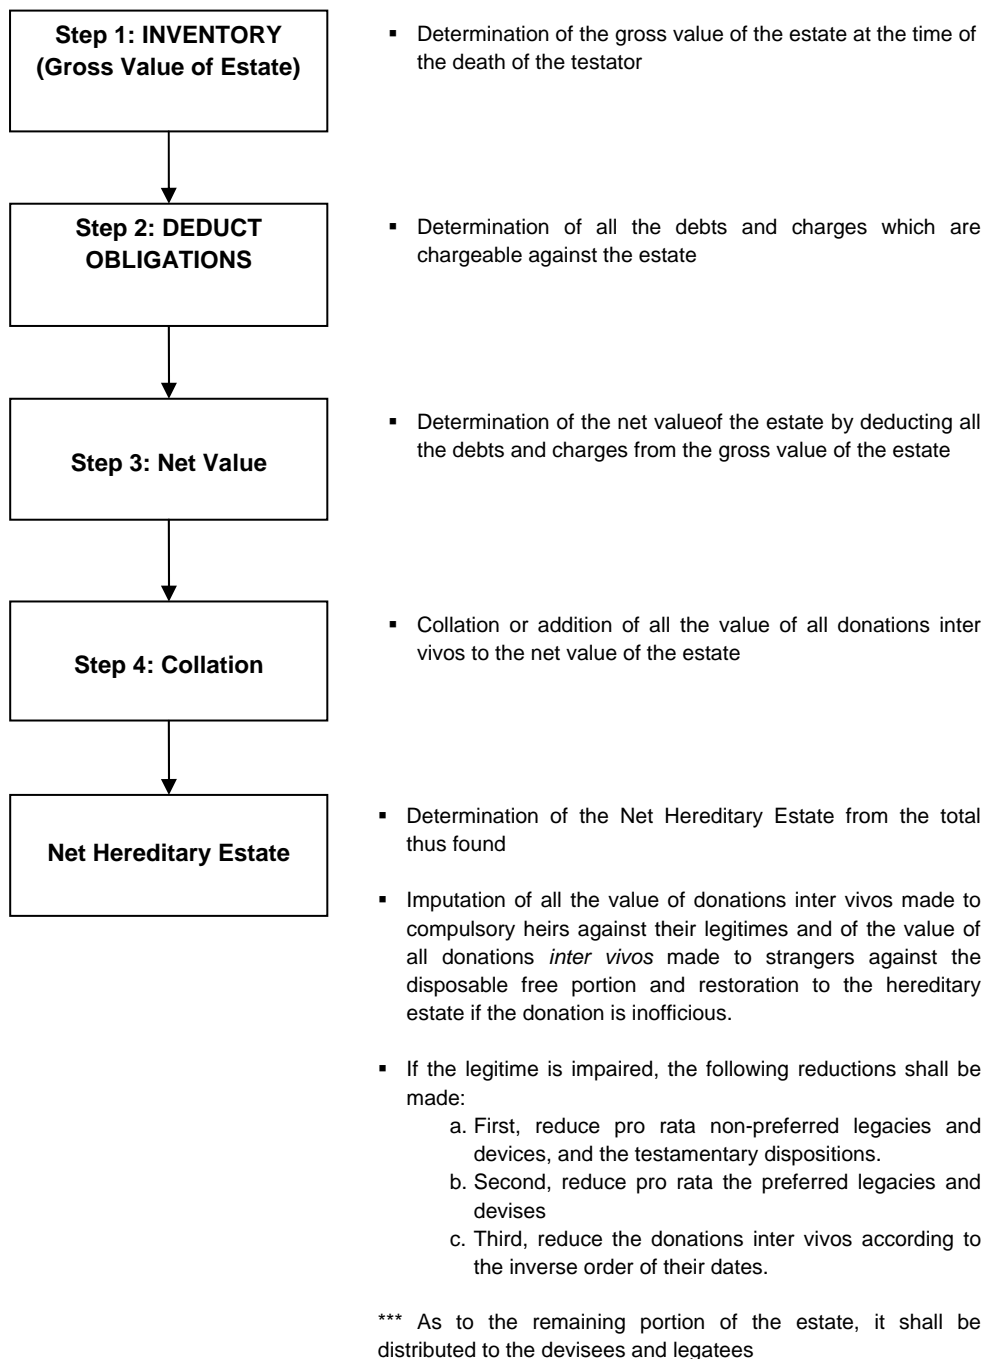 Step 1: INVENTORY
(Gross Value of Estate)
▪ Determination of the gross value of the estate at the time of
the death of the testator
Step 2: DEDUCT
OBLIGATIONS
▪ Determination of all the debts and charges which are
chargeable against the estate
Step 3: Net Value
▪ Determination of the net valueof the estate by deducting all
the debts and charges from the gross value of the estate
Step 4: Collation
▪ Collation or addition of all the value of all donations inter
vivos to the net value of the estate
Net Hereditary Estate
▪ Determination of the Net Hereditary Estate from the total
thus found
▪ Imputation of all the value of donations inter vivos made to
compulsory heirs against their legitimes and of the value of
all donations inter vivos made to strangers against the
disposable free portion and restoration to the hereditary
estate if the donation is inofficious.
▪ If the legitime is impaired, the following reductions shall be
made:
a. First, reduce pro rata non-preferred legacies and
devices, and the testamentary dispositions.
b. Second, reduce pro rata the preferred legacies and
devises
c. Third, reduce the donations inter vivos according to
the inverse order of their dates.
*** As to the remaining portion of the estate, it shall be
distributed to the devisees and legatees